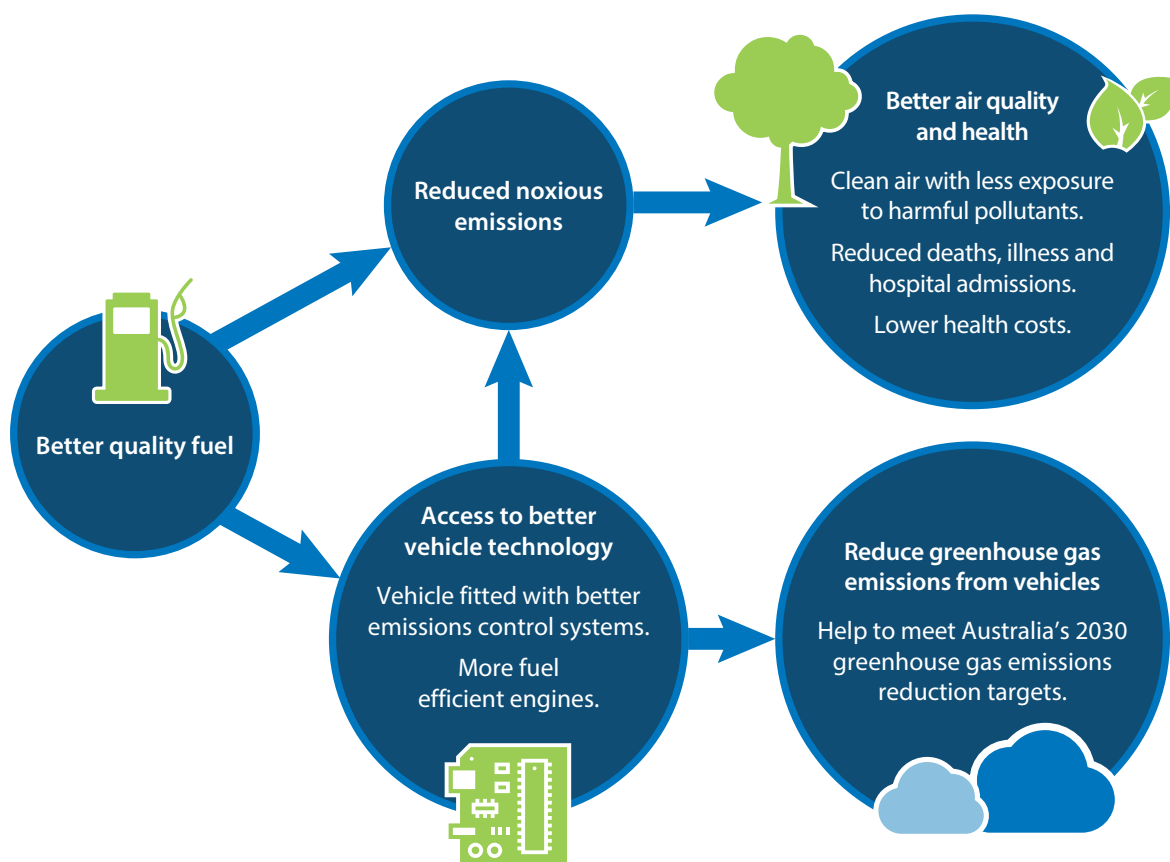 Better quality fuel
Reduced noxious
emissions
Access to better
vehicle technology
Vehicle fitted with better
emissions control systems.
More fuel
efficient engines.
Better air quality
and health
Clean air with less exposure
to harmful pollutants.
Reduced deaths, illness and
hospital admissions.
Lower health costs.
Reduce greenhouse gas
emissions from vehicles
Help to meet Australia’s 2030
greenhouse gas emissions
reduction targets.